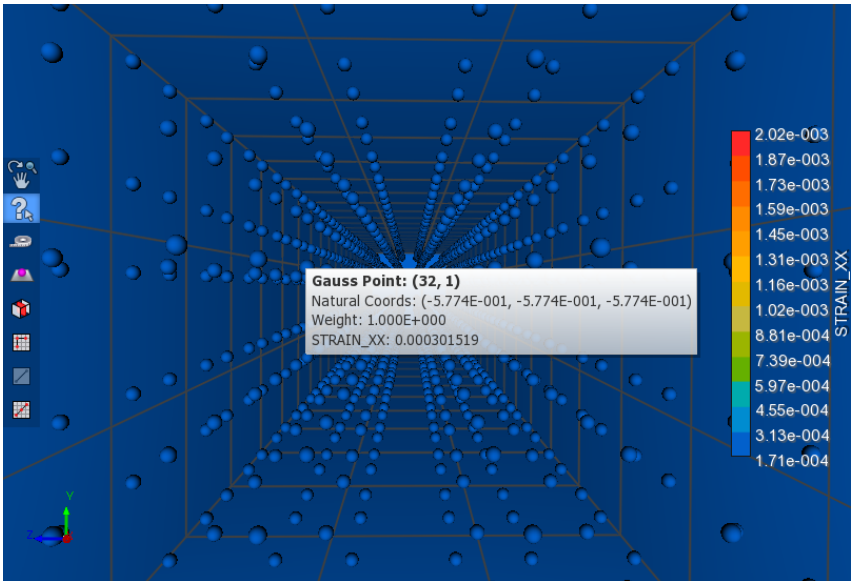 2.02e-003
1.87e-003
1.73e-003
1.59e-003
1.45e-003
1.31e-003
1.16e-003
1.02e-003
8.81e-004
7.39e-004
5.97e-004
4.55e-004
3.13e-004
1.71e-004
STRAIN_XX
Gauss Point: (32, 1)
Natural Coords: (-5.774E-001, -5.774E-001, -5.774E-001)
Weight: 1.000E+000
STRAIN_XX: 0.000301519
Y
Z